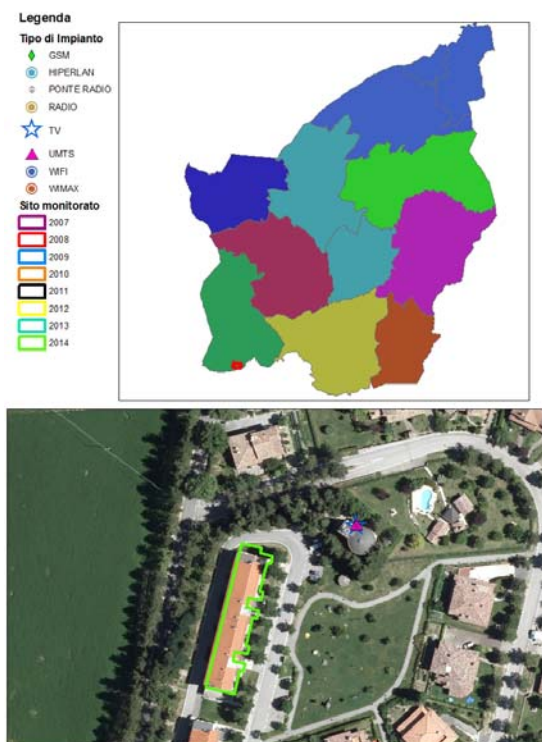 Legenda
Tipo di Impianto
GSM
HIPERLAN
PONTE RADIO
RADIO
TV
UMTS
WIFI
WIMAX
Sito monitorato
2007
2008
2009
2010
2011
2012
2013
2014